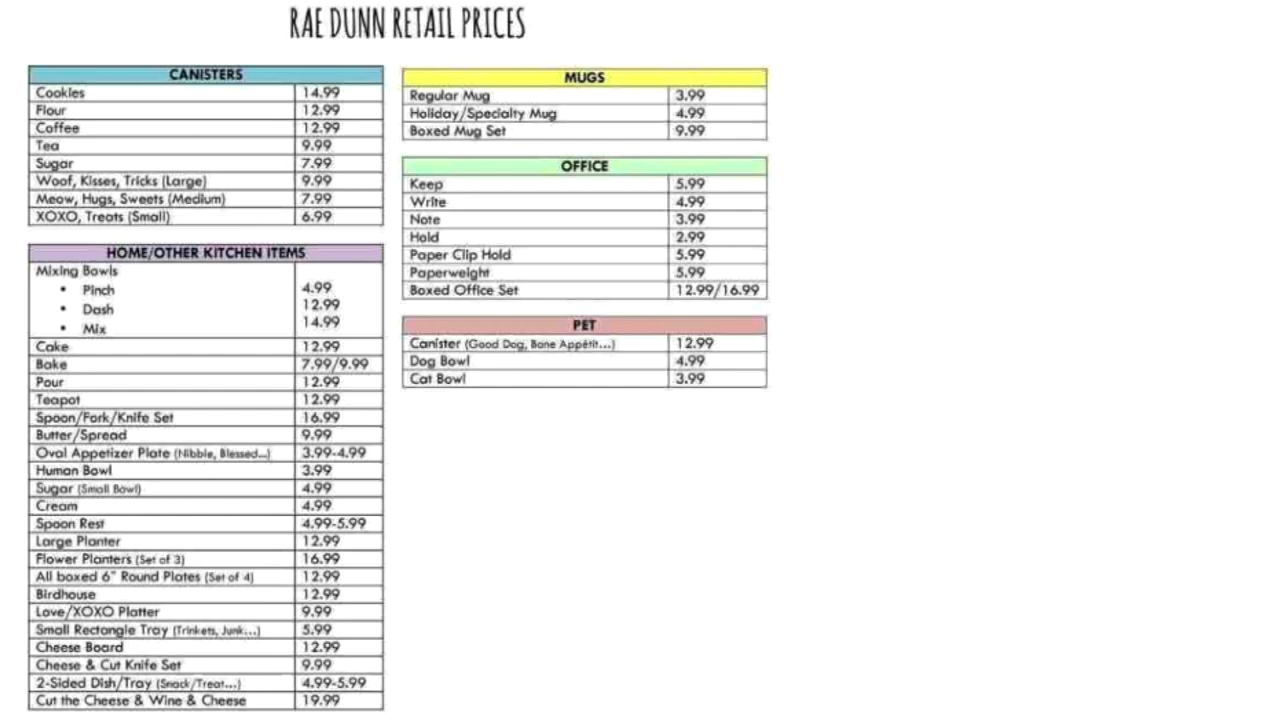 RAE DUNN RETAIL PRICES
CANISTERS
Cookies 14.99
Flour 12.99
Coffee 12.99
Tea 9.99
Sugar 7.99
Woof, Kisses, Tricks (Large) 9.99
Meow, Hugs, Sweets (Medium) 7.99
XOXO, Treats (Small) 6.99
HOME/OTHER KITCHEN ITEMS
Mixing Bowls
• Pinch 4.99
• Dash 12.99
• Mix 14.99
Cake 12.99
Bake 7.99/9.99
Pour 12.99
Teapot 12.99
Spoon/Fork/Knife Set 16.99
Butter/Spread 9.99
Oval Appetizer Plate (Nibble, Blessed...) 3.99-4.99
Human Bowl 3.99
Sugar (Small Bowl) 4.99
Cream 4.99
Spoon Rest 4.99-5.99
Large Planter 12.99
Flower Planters (Set of 3) 16.99
All boxed 6" Round Plates (Set of 4) 12.99
Birdhouse 12.99
Love/XOXO Platter 9.99
Small Rectangle Tray (Trinkets, Junk...) 5.99
Cheese Board 12.99
Cheese & Cut Knife Set 9.99
2-Sided Dish/Tray (Snack/Treat...) 4.99-5.99
Cut the Cheese & Wine & Cheese 19.99
MUGS
Regular Mug 3.99
Holiday/Specialty Mug 4.99
Boxed Mug Set 9.99
OFFICE
Keep 5.99
Write 4.99
Note 3.99
Hold 2.99
Paper Clip Hold 5.99
Paperweight 5.99
Boxed Office Set 12.99/16.99
PET
Canister (Good Dog, Bone Appétit...) 12.99
Dog Bowl 4.99
Cat Bowl 3.99